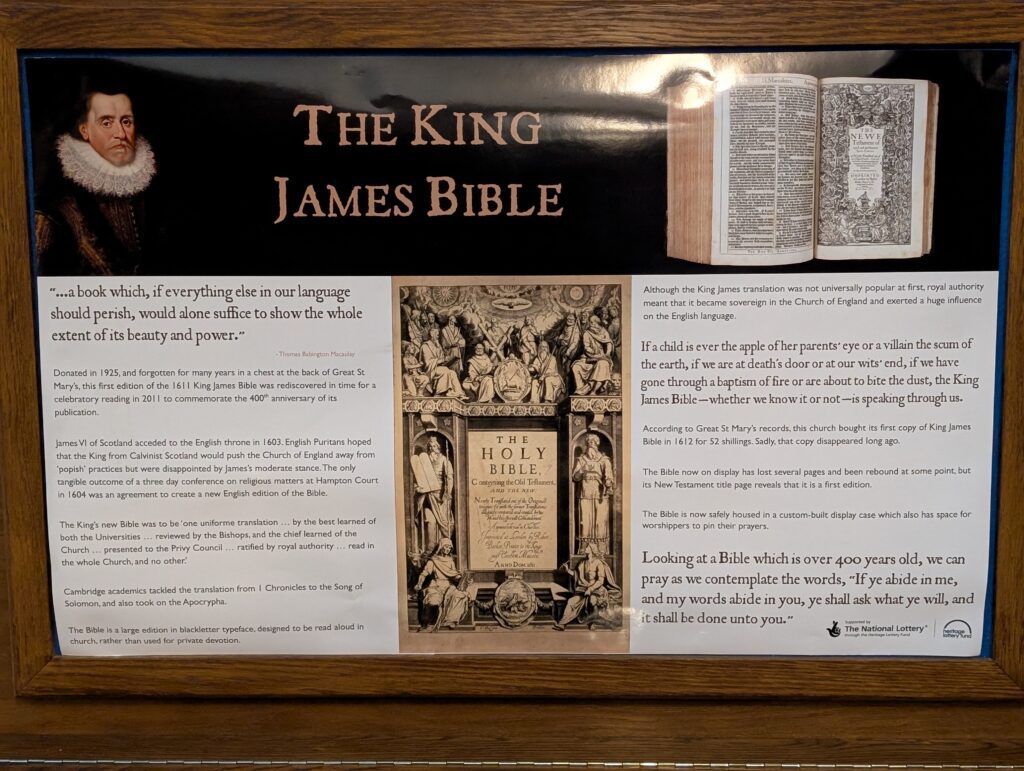 THE KING
JAMES BIBLE
THE
NEWE
Testament of
"...a book which, if everything else in our language
should perish, would alone suffice to show the whole
extent of its beauty and power."
- Thomas Babington Macaulay
Donated in 1925, and forgotten for many years in a chest at the back of Great St
Mary's, this first edition of the 1611 King James Bible was rediscovered in time for a
celebratory reading in 2011 to commemorate the 400th anniversary of its
publication.
James VI of Scotland acceded to the English throne in 1603. English Puritans hoped
that the King from Calvinist Scotland would push the Church of England away from
'popish' practices but were disappointed by James's moderate stance. The only
tangible outcome of a three day conference on religious matters at Hampton Court
in 1604 was an agreement to create a new English edition of the Bible.
The King's new Bible was to be 'one uniforme translation ... by the best learned of
both the Universities ... reviewed by the Bishops, and the chief learned of the
Church ... presented to the Privy Council ... ratified by royal authority ... read in
the whole Church, and no other.'
Cambridge academics tackled the translation from 1 Chronicles to the Song of
Solomon, and also took on the Apocrypha.
The Bible is a large edition in blackletter typeface, designed to be read aloud in
church, rather than used for private devotion.
THE
HOLY
BIBLE,
Conteyning the Old Testament,
AND THE NEW.
ANNO DOM 1611
Although the King James translation was not universally popular at first, royal authority
meant that it became sovereign in the Church of England and exerted a huge influence
on the English language.
If a child is ever the apple of her parents' eye or a villain the scum of
the earth, if we are at death's door or at our wits' end, if we have
gone through a baptism of fire or are about to bite the dust, the King
James Bible—whether we know it or not—is speaking through us.
According to Great St Mary's records, this church bought its first copy of King James
Bible in 1612 for 52 shillings. Sadly, that copy disappeared long ago.
The Bible now on display has lost several pages and been rebound at some point, but
its New Testament title page reveals that it is a first edition.
The Bible is now safely housed in a custom-built display case which also has space for
worshippers to pin their prayers.
Looking at a Bible which is over 400 years old, we can
pray as we contemplate the words, "If ye abide in me,
and my words abide in you, ye shall ask what ye will, and
it shall be done unto you."
Supported by
The National Lottery®
through the Heritage Lottery Fund
heritage
lottery fund